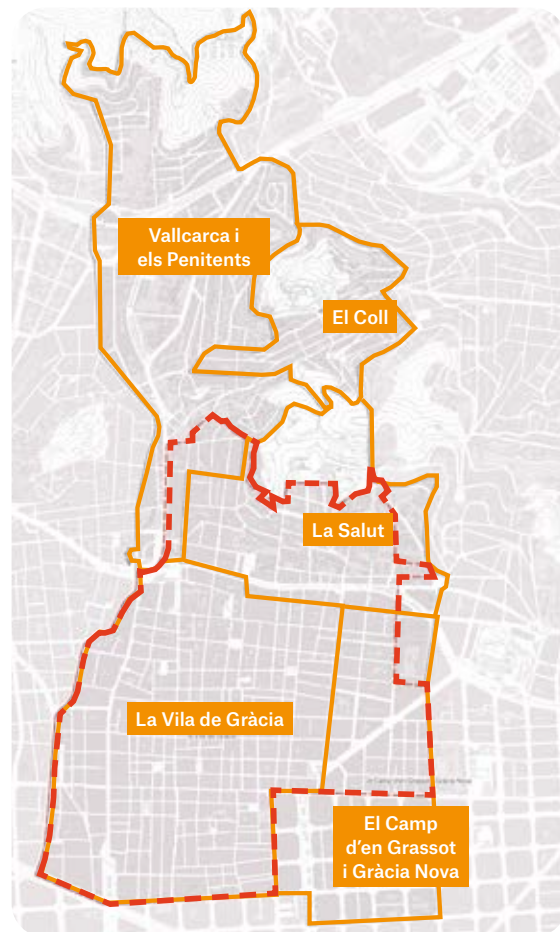 Vallcarca i
els Penitents
El Coll
La Salut
La Vila de Gràcia
El Camp
d'en Grassot
i Gràcia Nova